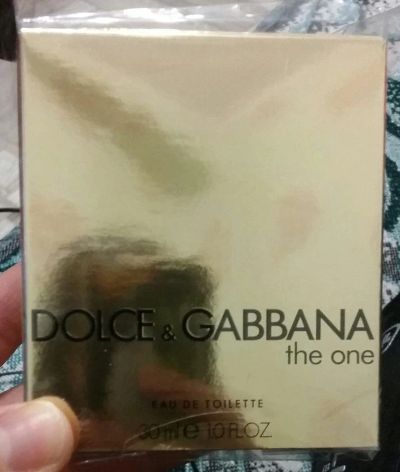 DOLCE & GABBANA
the one
EAU DE TOILETTE
30 ml e 1.0 FL.OZ.